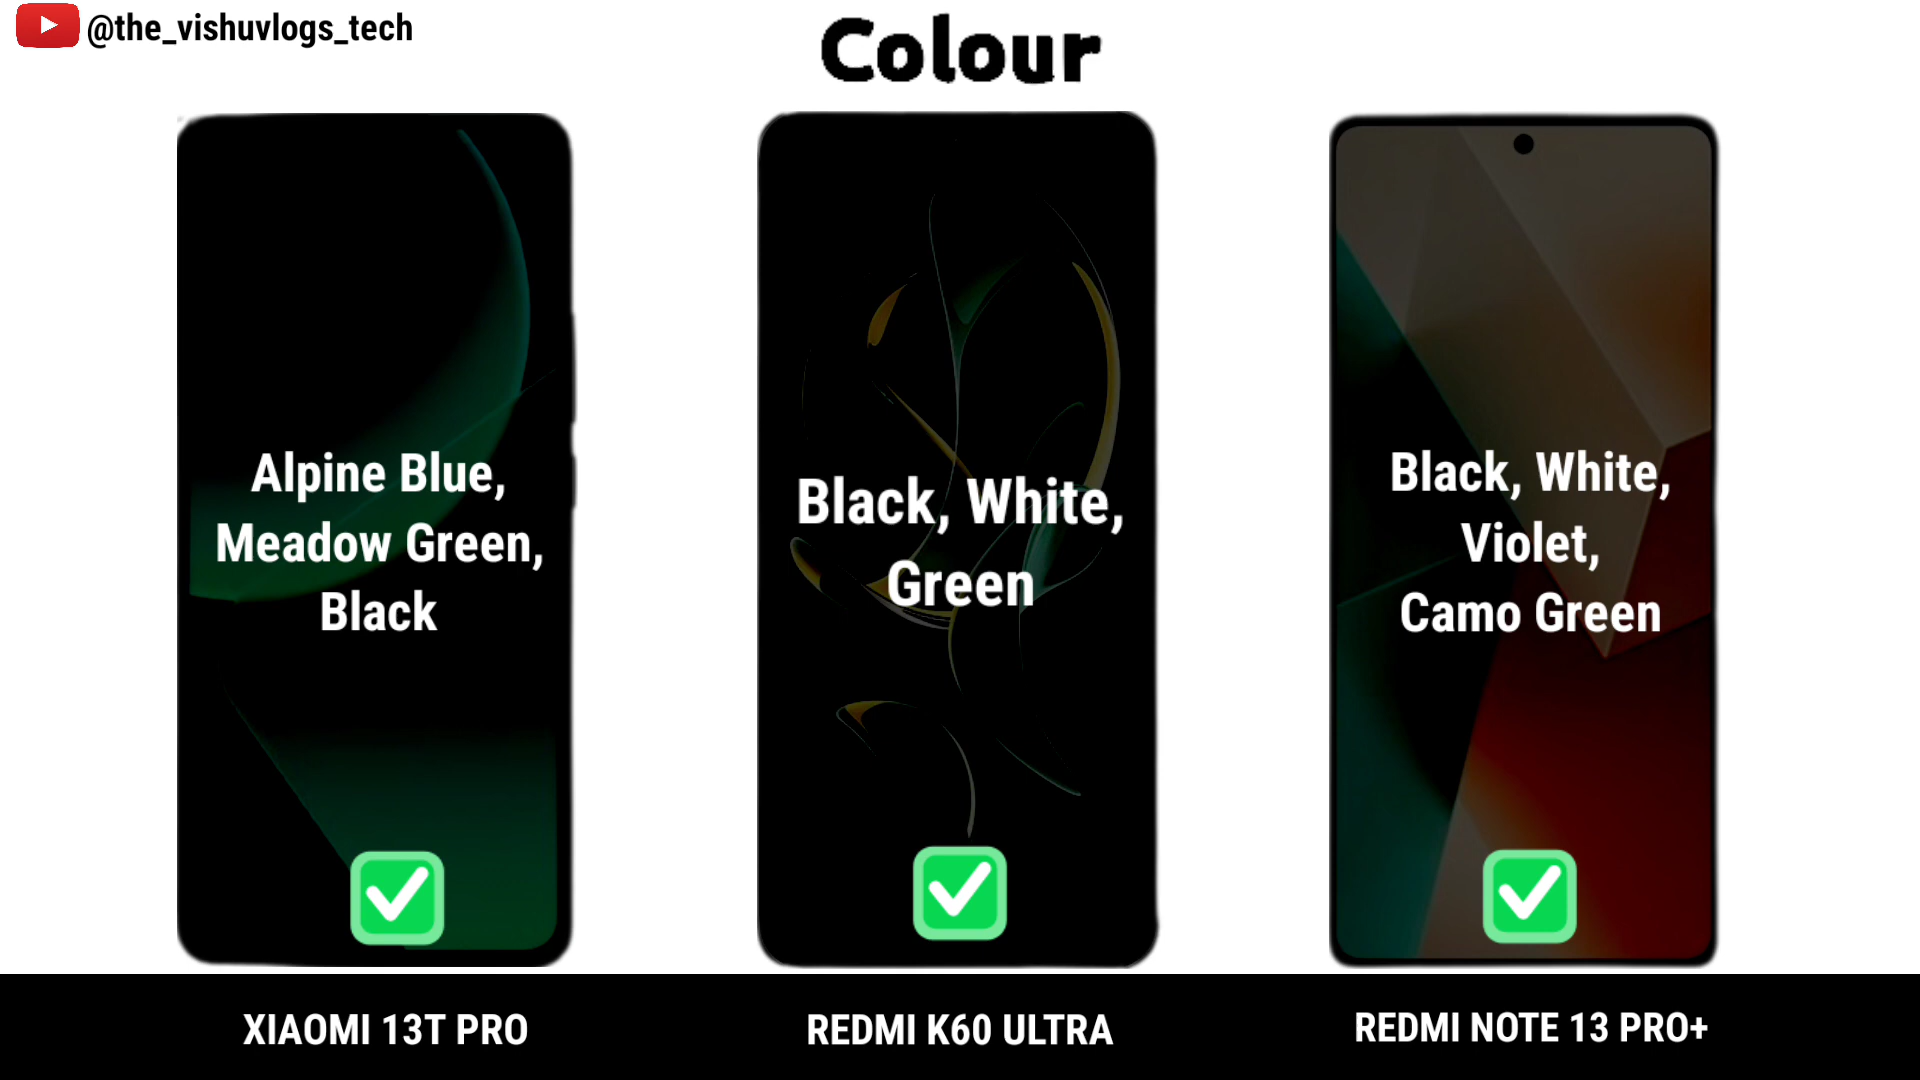 @the_vishuvlogs_tech
Colour
Alpine Blue,
Meadow Green,
Black
Black, White,
Green
Black, White,
Violet,
Camo Green
XIAOMI 13T PRO
REDMI K60 ULTRA
REDMI NOTE 13 PRO+